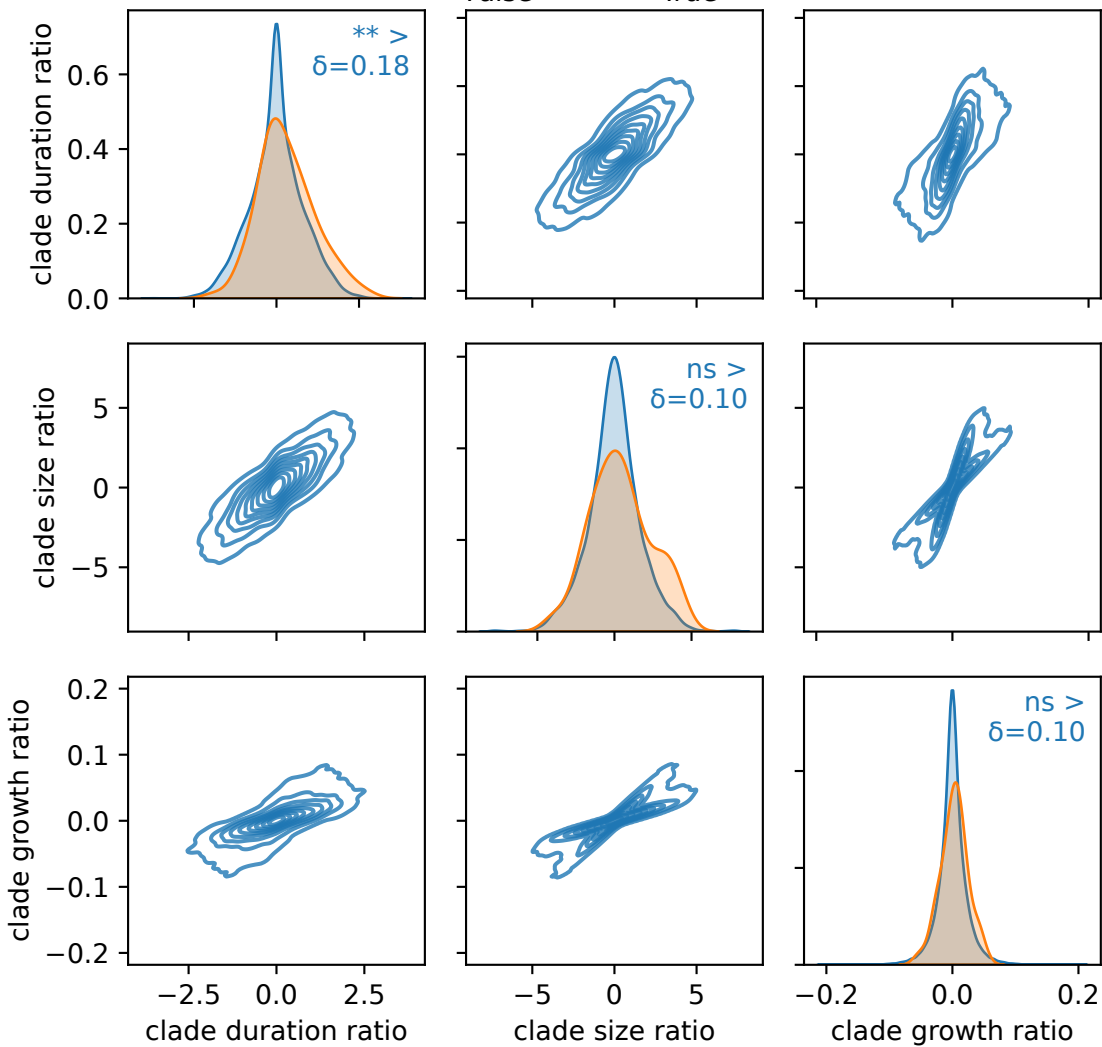 ** >
δ=0.18
clade duration ratio
0.6
0.4
0.2
0.0
ns >
δ=0.10
clade size ratio
5
0
−5
ns >
δ=0.10
clade growth ratio
0.2
0.1
0.0
−0.1
−0.2
−2.5 0.0 2.5
−5 0 5
−0.2 0.0 0.2
clade duration ratio
clade size ratio
clade growth ratio